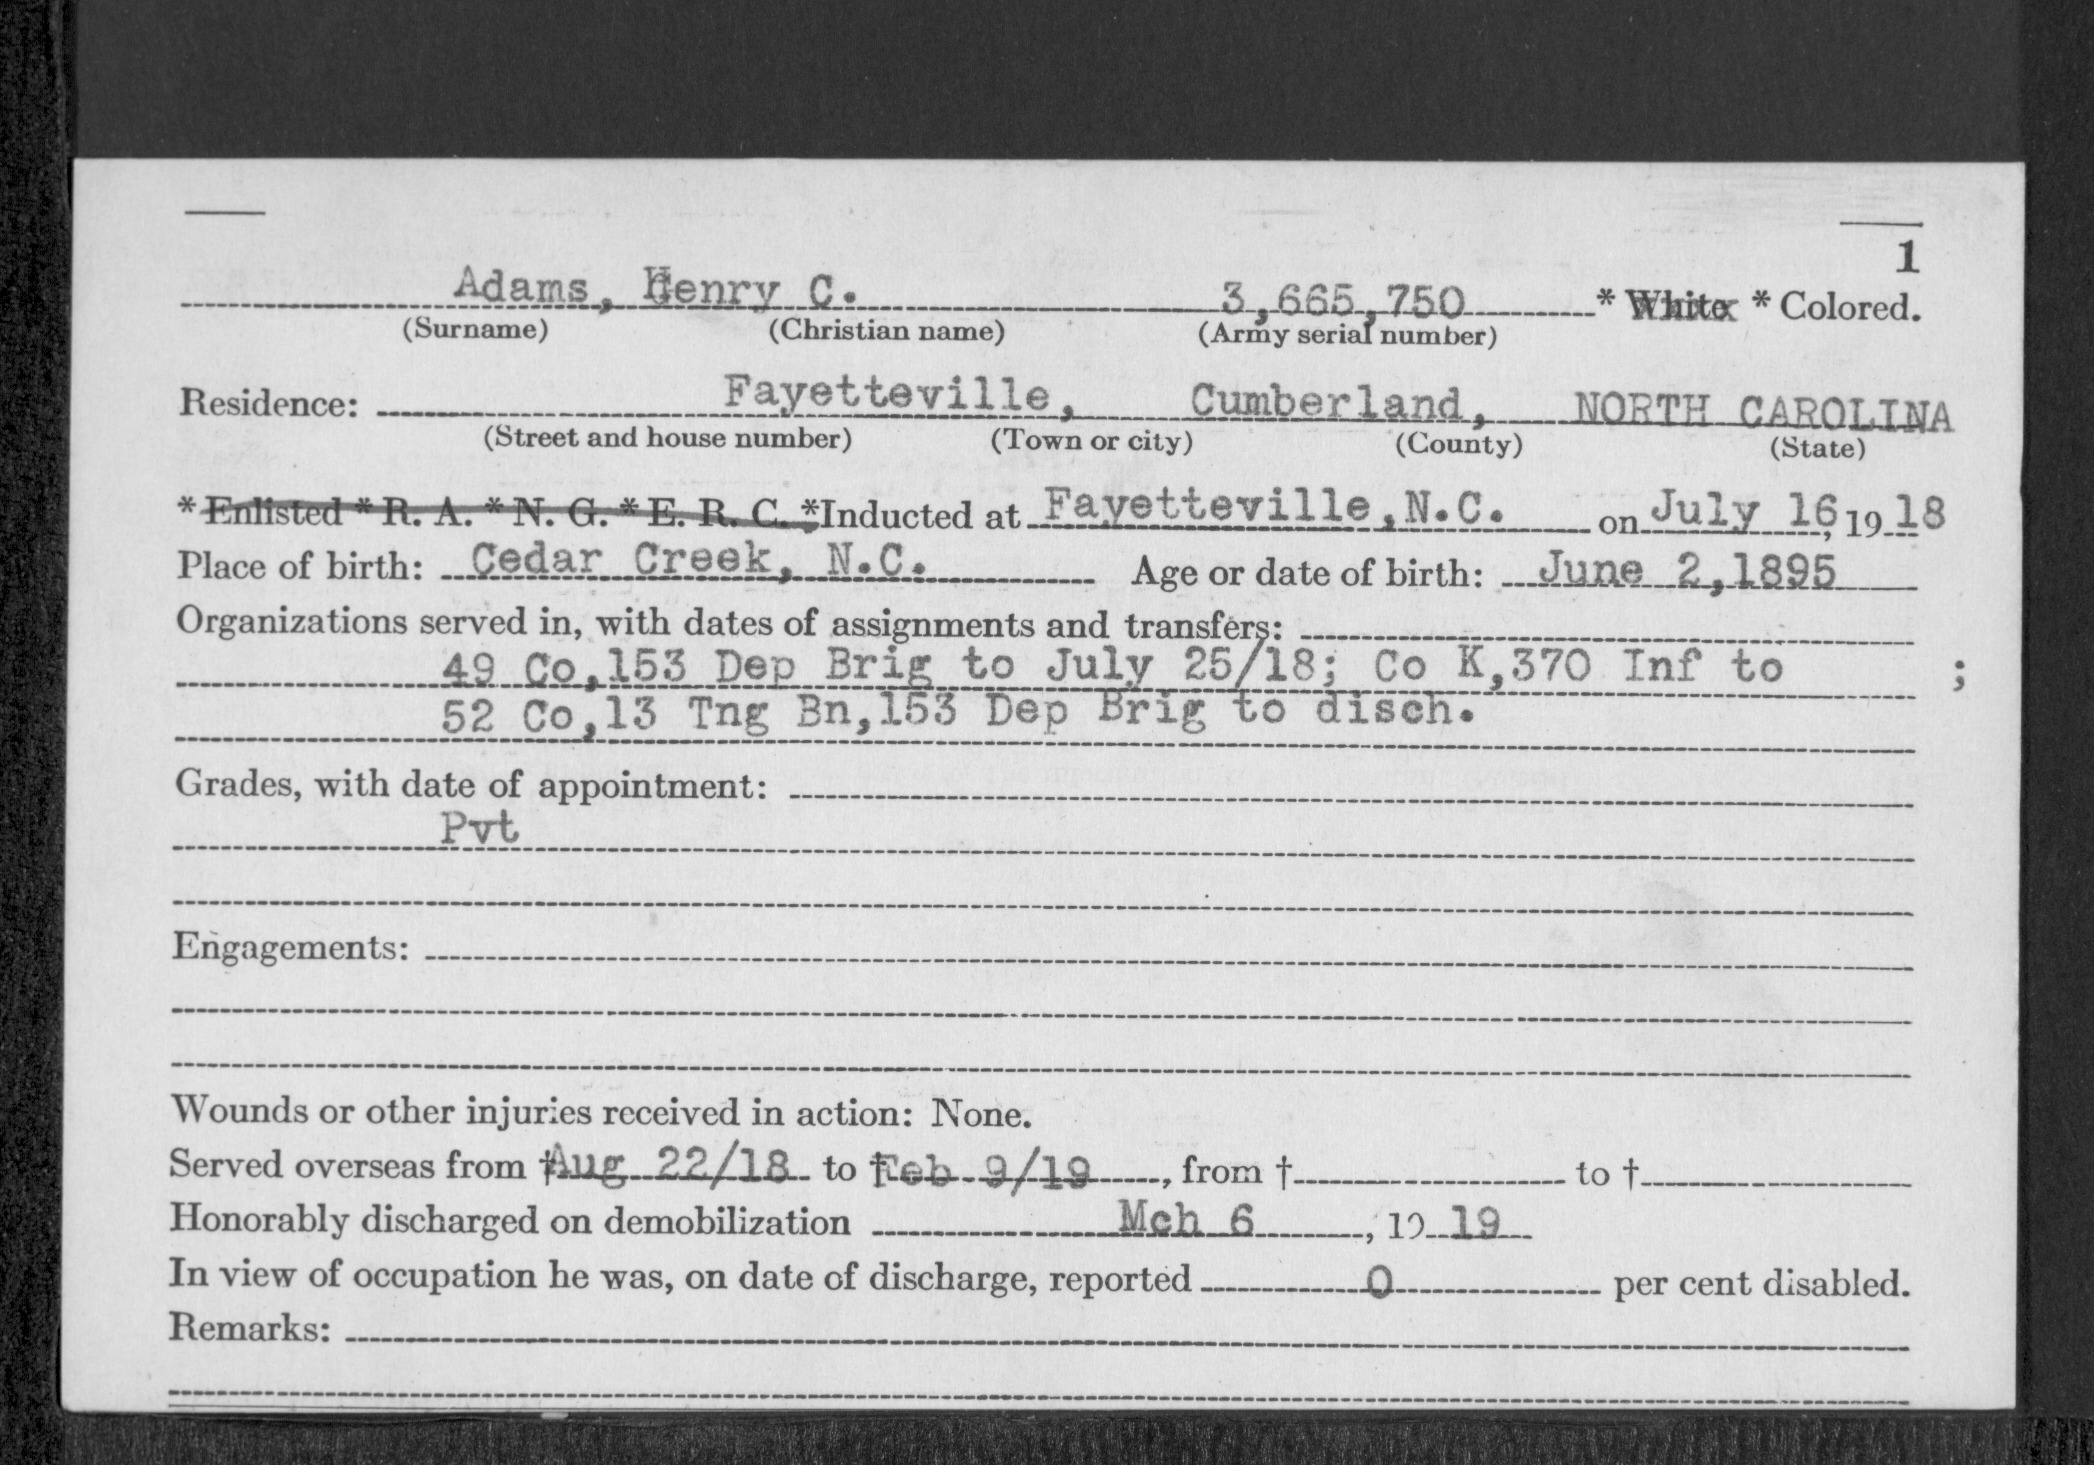 1
Adams, Henry C. 3,665,750 * White * Colored.
(Surname) (Christian name) (Army serial number)
Residence: Fayetteville, Cumberland, NORTH CAROLINA
(Street and house number) (Town or city) (County) (State)
* Enlisted * R. A. * N. G. * E. R. C. *Inducted at Fayetteville,N.C. on July 16, 1918
Place of birth: Cedar Creek, N.C. Age or date of birth: June 2,1895
Organizations served in, with dates of assignments and transfers:
49 Co,153 Dep Brig to July 25/18; Co K,370 Inf to ;
52 Co,13 Tng Bn,153 Dep Brig to disch.
Grades, with date of appointment:
Pvt
Engagements:
Wounds or other injuries received in action: None.
Served overseas from † Aug 22/18 to † Feb 9/19, from † to †
Honorably discharged on demobilization Mch 6, 1919
In view of occupation he was, on date of discharge, reported 0 per cent disabled.
Remarks: